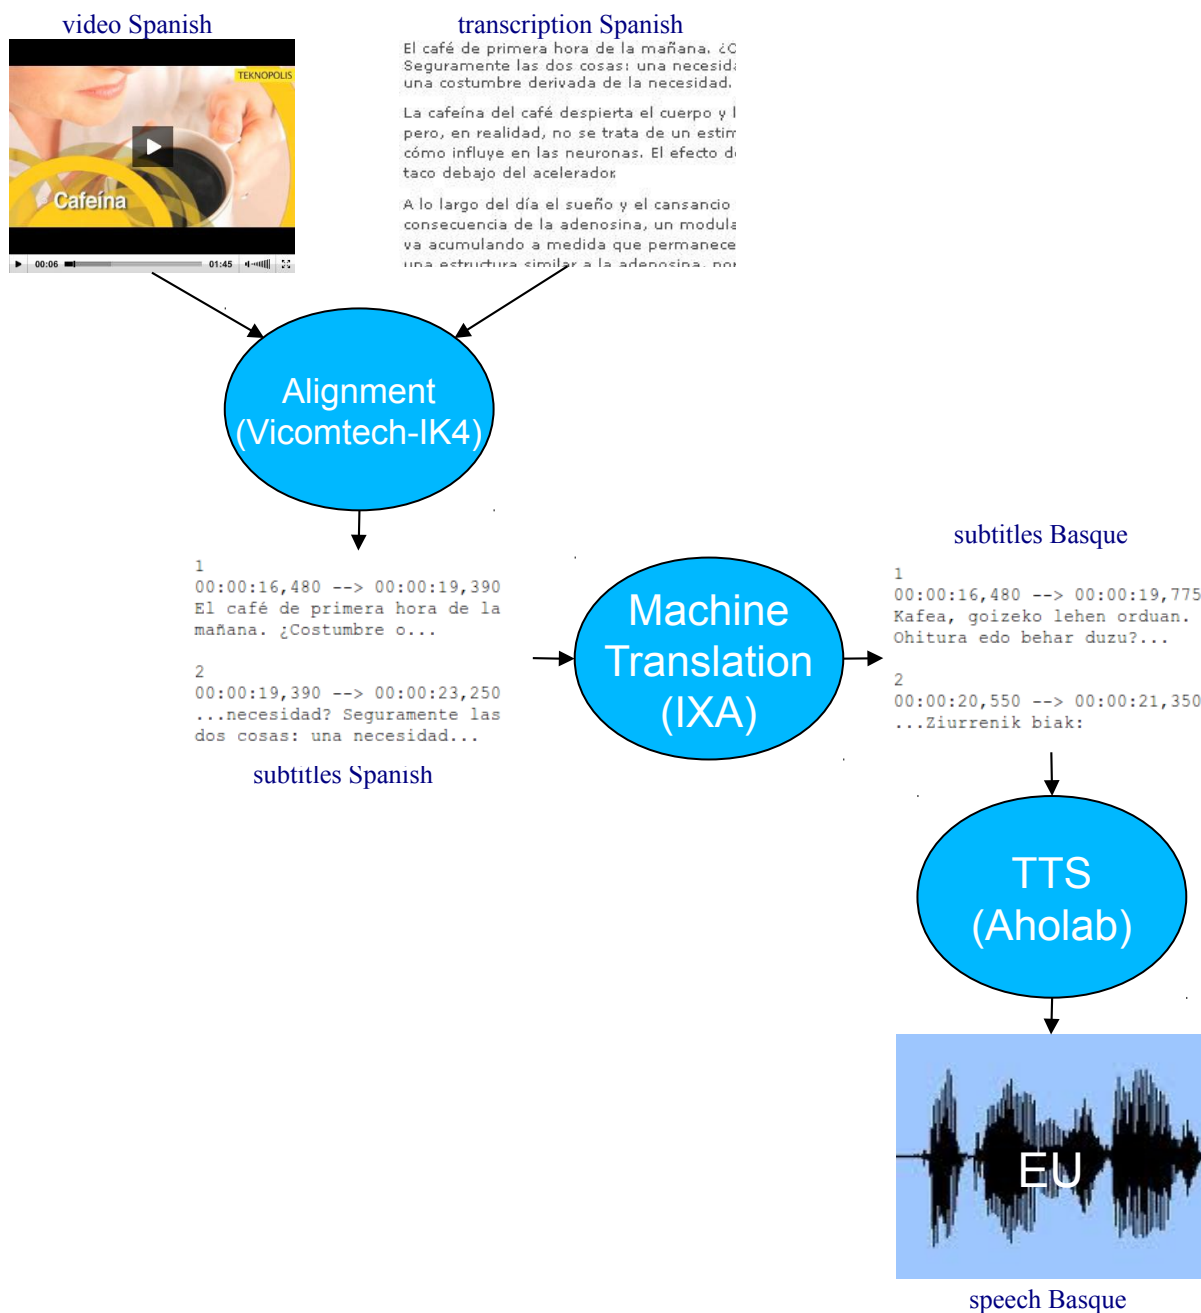 video Spanish
TEKNOPOLIS
Cafeína
00:06
01:45
transcription Spanish
El café de primera hora de la mañana.
Seguramente las dos cosas: una
una costumbre derivada de la necesidad.
La cafeína del café despierta el cuerpo y
pero, en realidad, no se trata de un
cómo influye en las neuronas. El efecto
taco debajo del acelerador.
A lo largo del día el sueño y el cansancio
consecuencia de la adenosina, un
va acumulando a medida que permanece
una estructura similar a la adenosina,
Alignment
(Vicomtech-IK4)
1
00:00:16,480 --> 00:00:19,390
El café de primera hora de la
mañana. ¿Costumbre o...
2
00:00:19,390 --> 00:00:23,250
...necesidad? Seguramente las
dos cosas: una necesidad...
subtitles Spanish
Machine
Translation
(IXA)
subtitles Basque
1
00:00:16,480 --> 00:00:19,775
Kafea, goizeko lehen orduan.
Ohitura edo behar duzu?...
2
00:00:20,550 --> 00:00:21,350
...Ziurrenik biak:
TTS
(Aholab)
EU
speech Basque